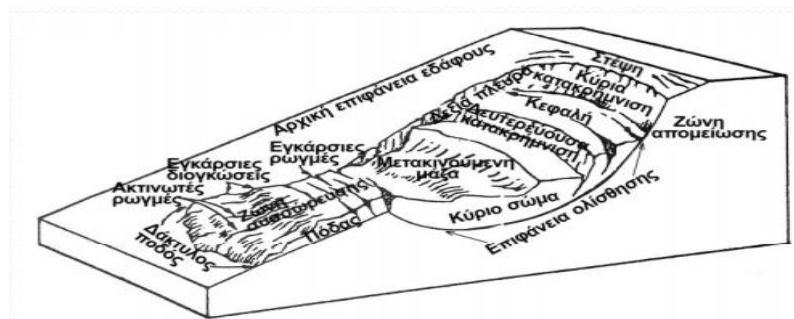 Στέψη
Κύρια
κατακρήμνιση
Αρχική επιφάνεια εδάφους
Δεξιά πλευρά
Κεφαλή
Δευτερεύουσα
κατακρήμνιση
Ζώνη
απομείωσης
Εγκάρσιες
ρωγμές
Εγκάρσιες
διογκώσεις
Μετακινούμενη
μάζα
Ακτινωτές
ρωγμές
Ζώνη
συσσώρευσης
Κύριο σώμα
Πόδας
Δάκτυλος
ποδός
Επιφάνεια ολίσθησης